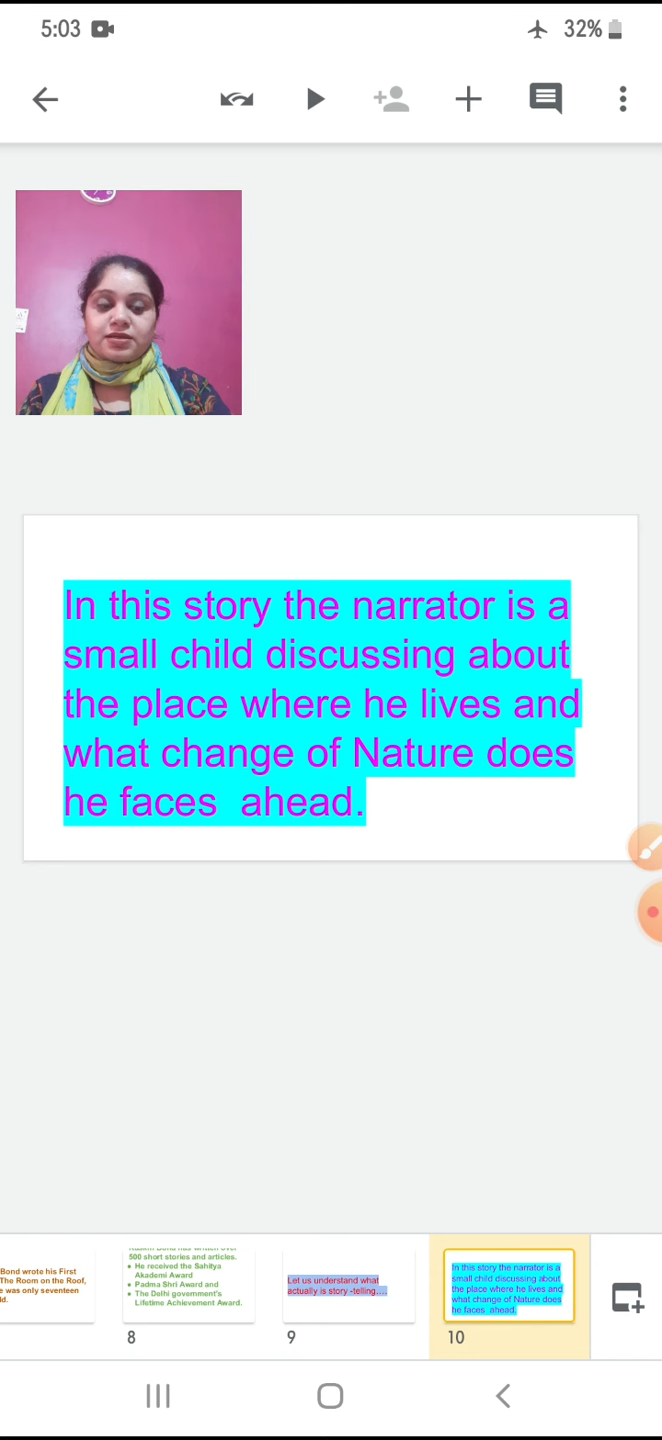 5:03
32%
In this story the narrator is a
small child discussing about
the place where he lives and
what change of Nature does
he faces  ahead.
Bond wrote his First
The Room on the Roof,
was only seventeen
500 short stories and articles.
● He received the Sahitya
Akademi Award
● Padma Shri Award and
● The Delhi government's
Lifetime Achievement Award.
8
Let us understand what
actually is story -telling....
9
In this story the narrator is a
small child discussing about
the place where he lives and
what change of Nature does
he faces  ahead.
10